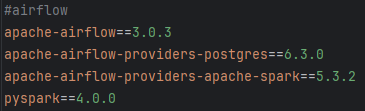 #airflow
apache-airflow==3.0.3
apache-airflow-providers-postgres==6.3.0
apache-airflow-providers-apache-spark==5.3.2
pyspark==4.0.0